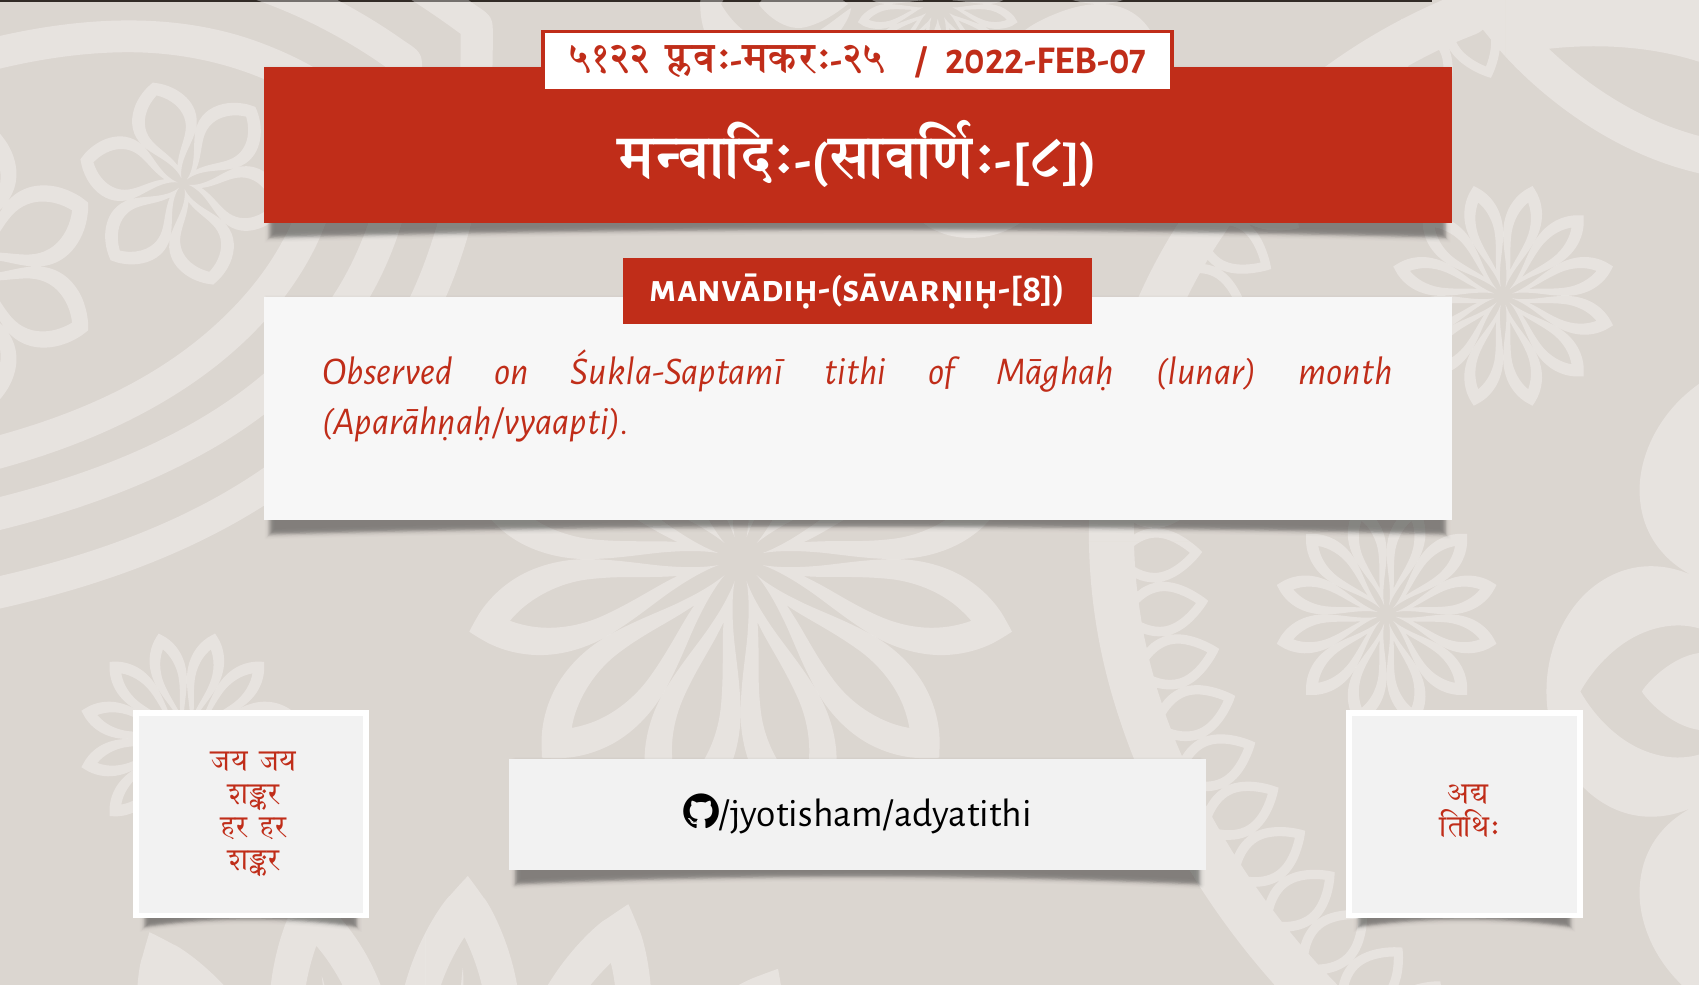 ५१२२ प्लवः-मकरः-२५ / 2022-FEB-07
मन्वादिः-(सावर्णिः-[८])
MANVĀDIḤ-(SĀVARṆIḤ-[8])
Observed on Śukla-Saptamī tithi of Māghaḥ (lunar) month
(Aparāhṇaḥ/vyaapti).
जय जय
शङ्कर
हर हर
शङ्कर
/jyotisham/adyatithi
अद्य
तिथिः